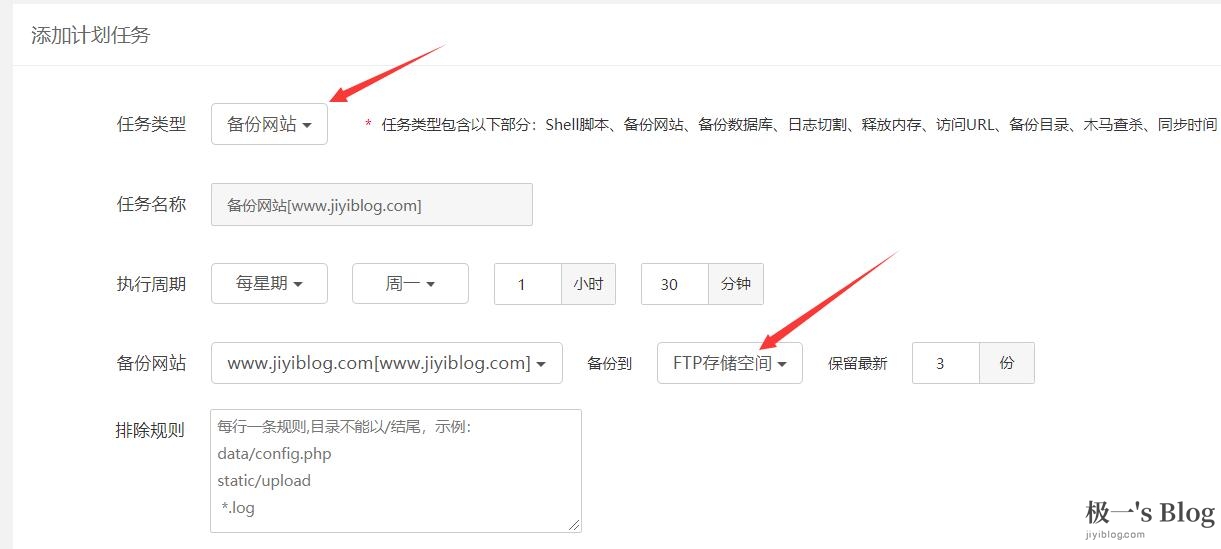 添加计划任务
任务类型 备份网站 * 任务类型包含以下部分：Shell脚本、备份网站、备份数据库、日志切割、释放内存、访问URL、备份目录、木马查杀、同步时间
任务名称 备份网站[www.jiyiblog.com]
执行周期 每星期 周一 1 小时 30 分钟
备份网站 www.jiyiblog.com[www.jiyiblog.com] 备份到 FTP存储空间 保留最新 3 份
排除规则 每行一条规则,目录不能以/结尾，示例：
data/config.php
static/upload
*.log
极一's Blog
jiyiblog.com